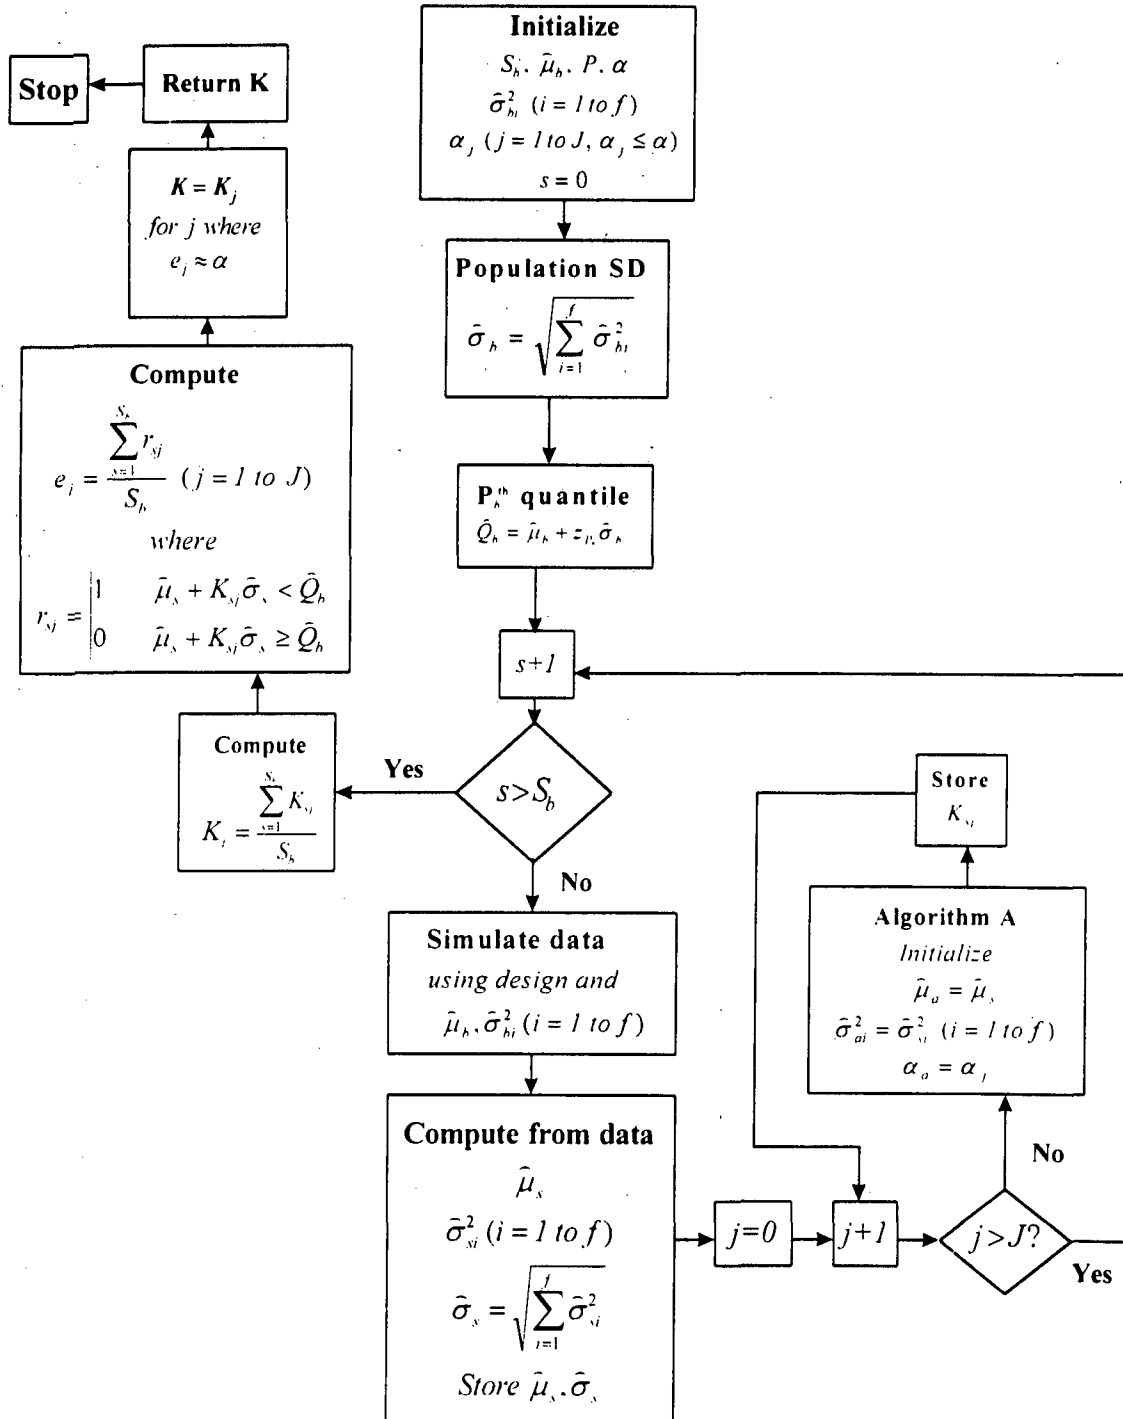 Initialize
S_b. μ̂_b. P. α
σ̂²_bi (i = 1 to f)
α_j (j = 1 to J, α_j ≤ α)
s = 0
Population SD
σ̂_b = √(∑_{i=1}^{f} σ̂²_bi)
P_b^th quantile
Q̂_b = μ̂_b + z_{P_b} σ̂_b
s+1
s>S_b
Yes
No
Compute
K_j = ∑_{s=1}^{S_b} K_sj / S_b
Compute
e_j = ∑_{s=1}^{S_b} r_sj / S_b (j = 1 to J)
where
r_sj = |1 μ̂_s + K_sj σ̂_s < Q̂_b
|0 μ̂_s + K_sj σ̂_s ≥ Q̂_b
K = K_j
for j where
e_j ≈ α
Return K
Stop
Simulate data
using design and
μ̂_b, σ̂²_bi (i = 1 to f)
Compute from data
μ̂_s
σ̂²_si (i = 1 to f)
σ̂_s = √(∑_{i=1}^{f} σ̂²_si)
Store μ̂_s. σ̂_s
j=0
j+1
j>J?
Yes
No
Algorithm A
Initialize
μ̂_a = μ̂_s
σ̂²_ai = σ̂²_si (i = 1 to f)
α_a = α_j
Store
K_sj